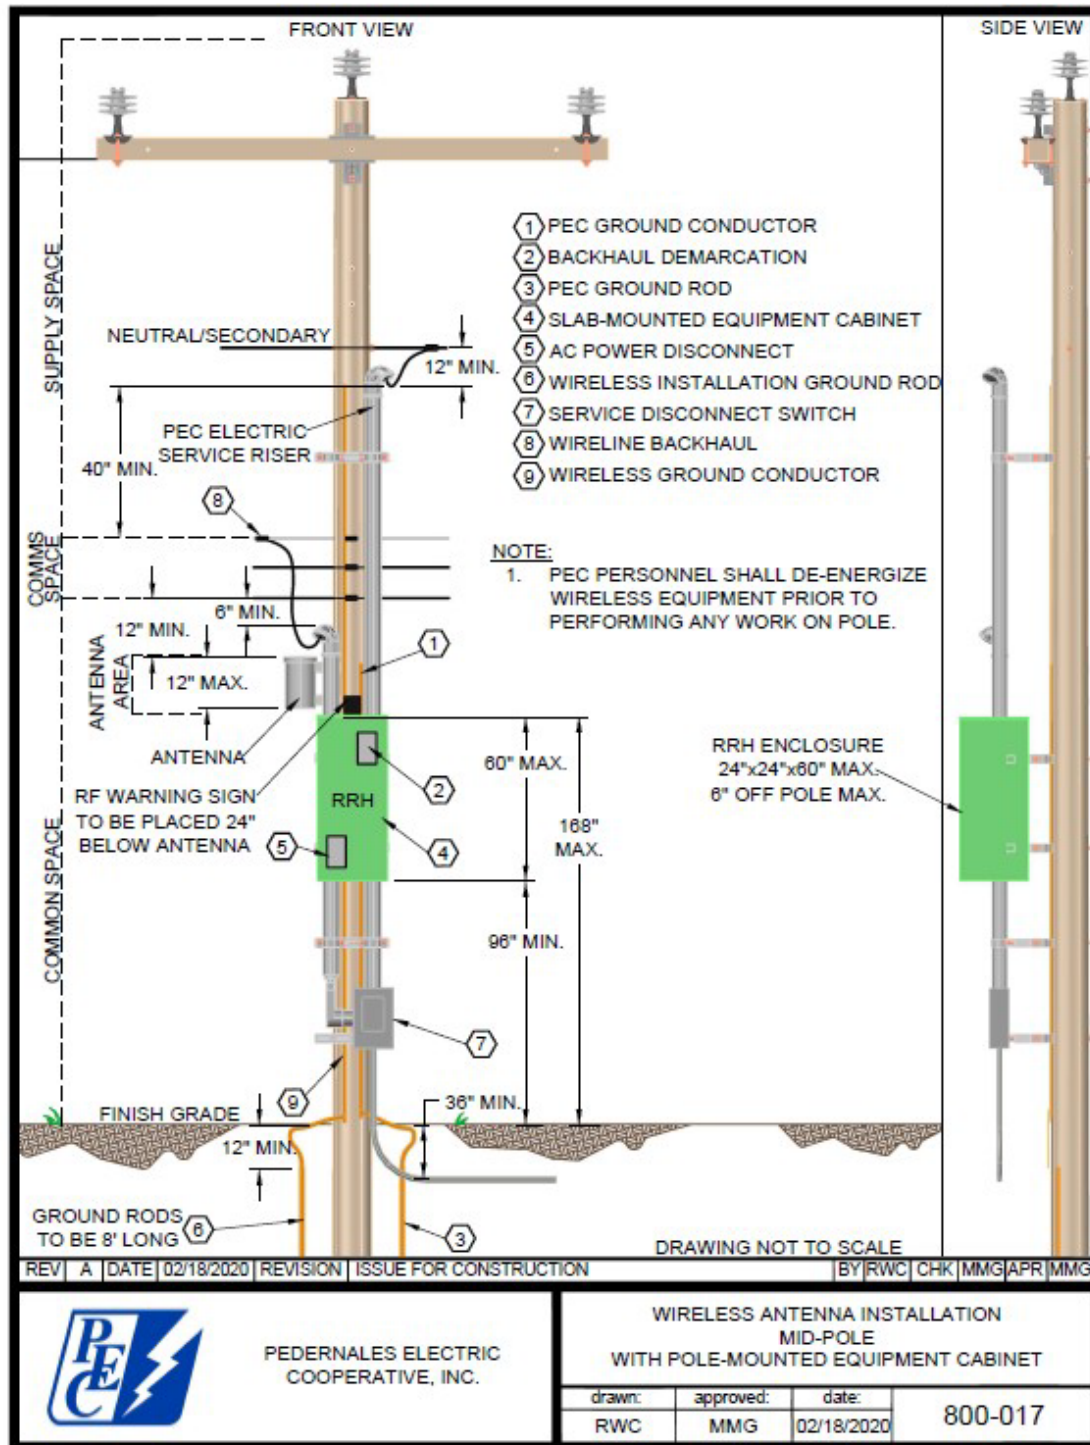 FRONT VIEW
SIDE VIEW
SUPPLY SPACE
COMMS
SPACE
COMMON SPACE
① PEC GROUND CONDUCTOR
② BACKHAUL DEMARCATION
③ PEC GROUND ROD
④ SLAB-MOUNTED EQUIPMENT CABINET
⑤ AC POWER DISCONNECT
⑥ WIRELESS INSTALLATION GROUND ROD
⑦ SERVICE DISCONNECT SWITCH
⑧ WIRELINE BACKHAUL
⑨ WIRELESS GROUND CONDUCTOR
NEUTRAL/SECONDARY
12" MIN.
PEC ELECTRIC
SERVICE RISER
40" MIN.
8
NOTE:
1. PEC PERSONNEL SHALL DE-ENERGIZE
WIRELESS EQUIPMENT PRIOR TO
PERFORMING ANY WORK ON POLE.
6" MIN.
12" MIN.
12" MAX.
ANTENNA
AREA
1
ANTENNA
RF WARNING SIGN
TO BE PLACED 24"
BELOW ANTENNA
RRH
2
5
4
60" MAX.
168"
MAX.
96" MIN.
RRH ENCLOSURE
24"x24"x60" MAX.
6" OFF POLE MAX.
7
9
36" MIN.
FINISH GRADE
12" MIN.
GROUND RODS
TO BE 8' LONG
6
3
DRAWING NOT TO SCALE
REV A DATE 02/18/2020 REVISION ISSUE FOR CONSTRUCTION BY RWC CHK MMG APR MMG
PEC
PEDERNALES ELECTRIC
COOPERATIVE, INC.
WIRELESS ANTENNA INSTALLATION
MID-POLE
WITH POLE-MOUNTED EQUIPMENT CABINET
drawn: approved: date:
RWC MMG 02/18/2020
800-017